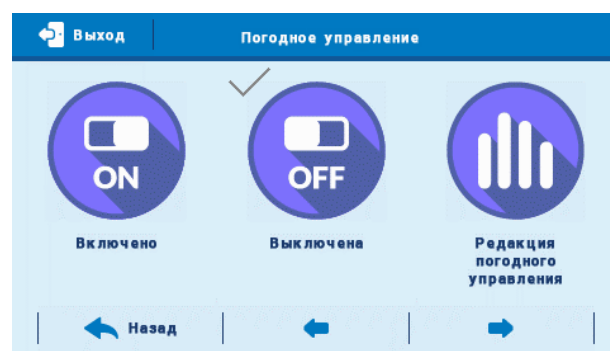 Выход
Погодное управление
ON
OFF
Включено
Выключена
Редакция
погодного
управления
Назад